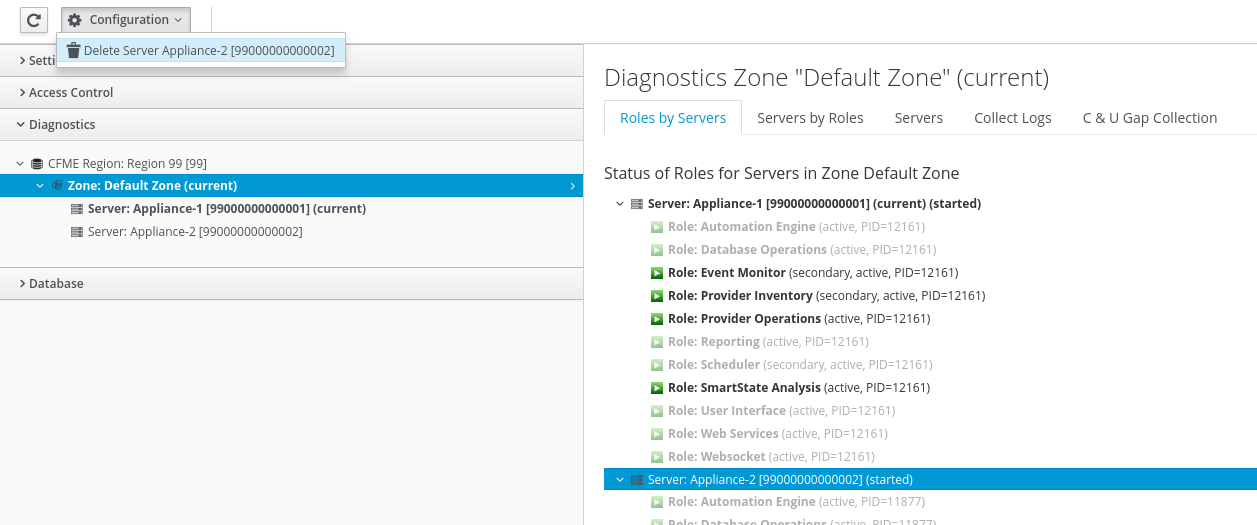 Configuration
Delete Server Appliance-2 [99000000000002]
Setti
Access Control
Diagnostics
CFME Region: Region 99 [99]
Zone: Default Zone (current)
Server: Appliance-1 [99000000000001] (current)
Server: Appliance-2 [99000000000002]
Database
Diagnostics Zone "Default Zone" (current)
Roles by Servers Servers by Roles Servers Collect Logs C & U Gap Collection
Status of Roles for Servers in Zone Default Zone
Server: Appliance-1 [99000000000001] (current) (started)
Role: Automation Engine (active, PID=12161)
Role: Database Operations (active, PID=12161)
Role: Event Monitor (secondary, active, PID=12161)
Role: Provider Inventory (secondary, active, PID=12161)
Role: Provider Operations (active, PID=12161)
Role: Reporting (active, PID=12161)
Role: Scheduler (secondary, active, PID=12161)
Role: SmartState Analysis (active, PID=12161)
Role: User Interface (active, PID=12161)
Role: Web Services (active, PID=12161)
Role: Websocket (active, PID=12161)
Server: Appliance-2 [99000000000002] (started)
Role: Automation Engine (active, PID=11877)
Role: Database Operations (active, PID=11877)